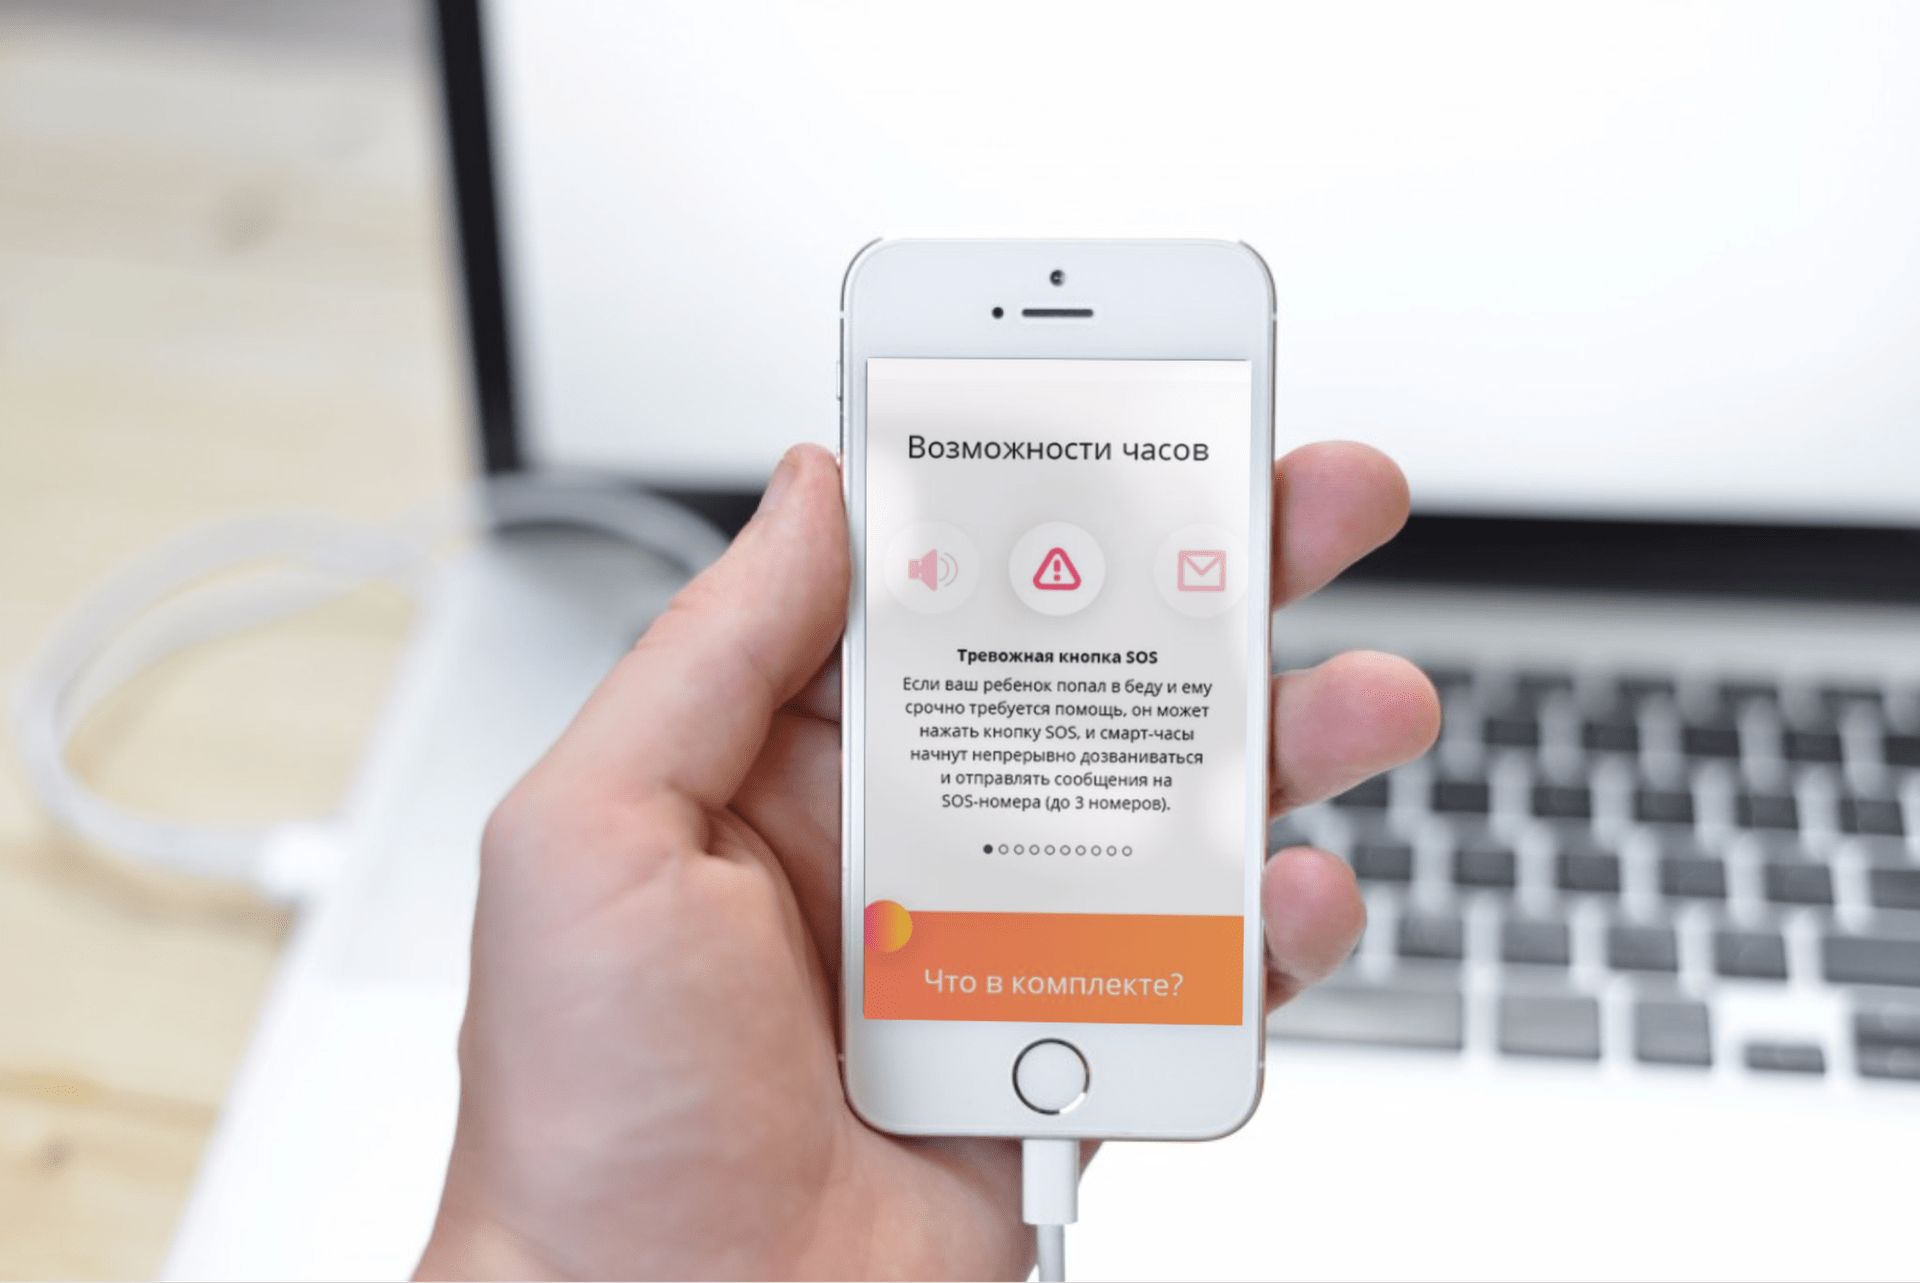 Возможности часов
Тревожная кнопка SOS
Если ваш ребенок попал в беду и ему
срочно требуется помощь, он может
нажать кнопку SOS, и смарт-часы
начнут непрерывно дозваниваться
и отправлять сообщения на
SOS-номера (до 3 номеров).
Что в комплекте?